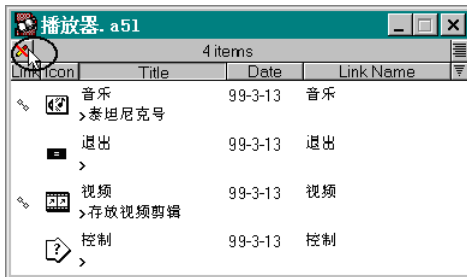 播放器. a51
4 items
Link Icon Title Date Link Name
音乐 99-3-13 音乐
>泰坦尼克号
退出 99-3-13 退出
>
视频 99-3-13 视频
>存放视频剪辑
控制 99-3-13 控制
>